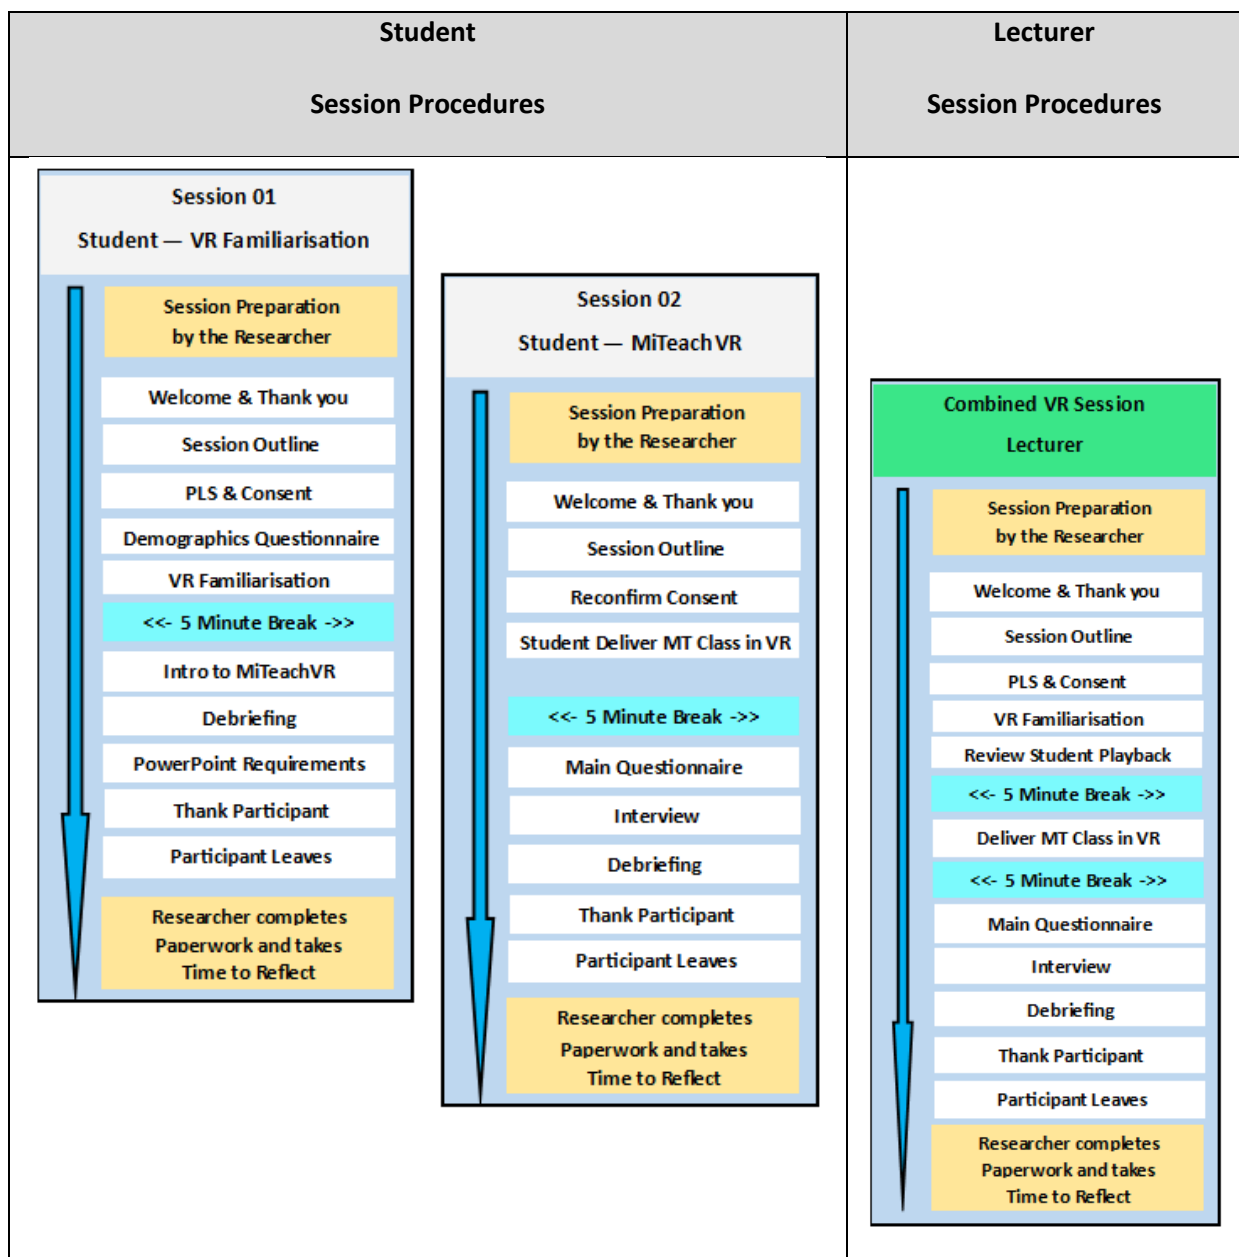 Student
Session Procedures
Lecturer
Session Procedures
Session 01
Student — VR Familiarisation
Session Preparation
by the Researcher
Welcome & Thank you
Session Outline
PLS & Consent
Demographics Questionnaire
VR Familiarisation
<<- 5 Minute Break ->>
Intro to MiTeachVR
Debriefing
PowerPoint Requirements
Thank Participant
Participant Leaves
Researcher completes
Paperwork and takes
Time to Reflect
Session 02
Student — MiTeach VR
Session Preparation
by the Researcher
Welcome & Thank you
Session Outline
Reconfirm Consent
Student Deliver MT Class in VR
<<- 5 Minute Break ->>
Main Questionnaire
Interview
Debriefing
Thank Participant
Participant Leaves
Researcher completes
Paperwork and takes
Time to Reflect
Combined VR Session
Lecturer
Session Preparation
by the Researcher
Welcome & Thank you
Session Outline
PLS & Consent
VR Familiarisation
Review Student Playback
<<- 5 Minute Break ->>
Deliver MT Class in VR
<<- 5 Minute Break ->>
Main Questionnaire
Interview
Debriefing
Thank Participant
Participant Leaves
Researcher completes
Paperwork and takes
Time to Reflect